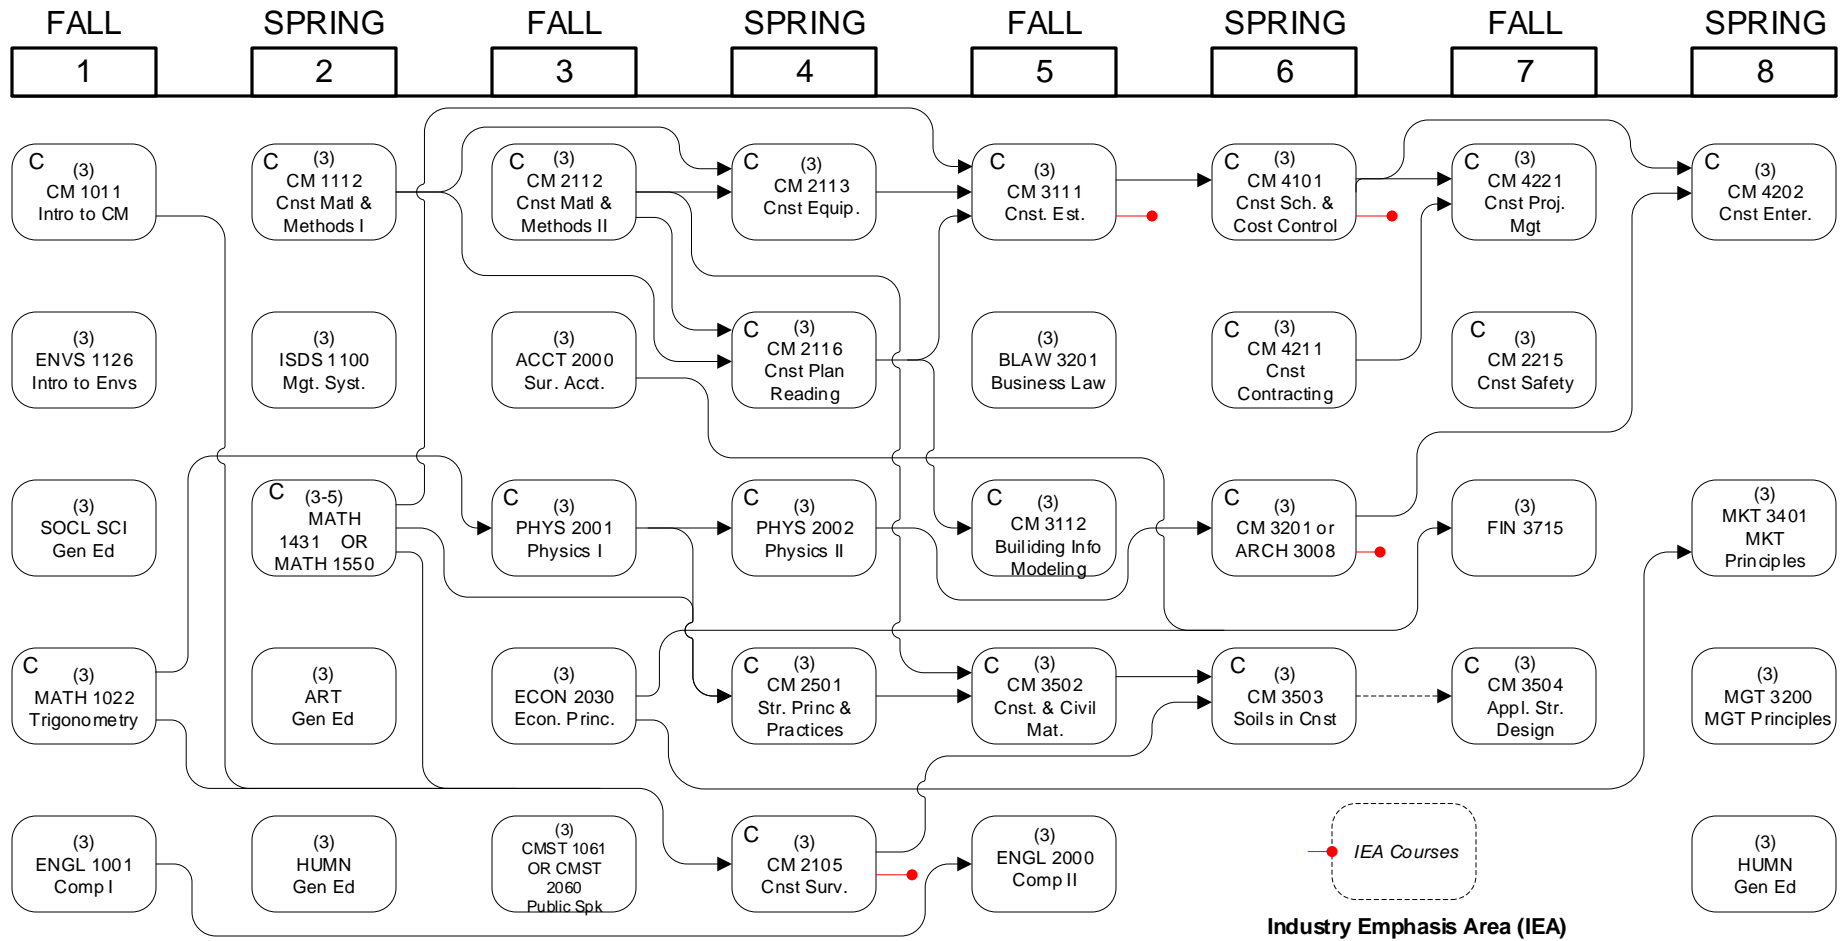 FALL
SPRING
FALL
SPRING
FALL
SPRING
FALL
SPRING
1
2
3
4
5
6
7
8
C
(3)
CM 1011
Intro to CM
C
(3)
CM 1112
Cnst Matl &
Methods I
C
(3)
CM 2112
Cnst Matl &
Methods II
C
(3)
CM 2113
Cnst Equip.
C
(3)
CM 3111
Cnst. Est.
C
(3)
CM 4101
Cnst Sch. &
Cost Control
C
(3)
CM 4221
Cnst Proj.
Mgt
C
(3)
CM 4202
Cnst Enter.
(3)
ENVS 1126
Intro to Envs
(3)
ISDS 1100
Mgt. Syst.
(3)
ACCT 2000
Sur. Acct.
C
(3)
CM 2116
Cnst Plan
Reading
(3)
BLAW 3201
Business Law
C
(3)
CM 4211
Cnst
Contracting
C
(3)
CM 2215
Cnst Safety
(3)
SOCL SCI
Gen Ed
C
(3-5)
MATH
1431 OR
MATH 1550
C
(3)
PHYS 2001
Physics I
C
(3)
PHYS 2002
Physics II
C
(3)
CM 3112
Builiding Info
Modeling
C
(3)
CM 3201 or
ARCH 3008
(3)
FIN 3715
(3)
MKT 3401
MKT
Principles
C
(3)
MATH 1022
Trigonometry
(3)
ART
Gen Ed
(3)
ECON 2030
Econ. Princ.
C
(3)
CM 2501
Str. Princ &
Practices
C
(3)
CM 3502
Cnst. & Civil
Mat.
C
(3)
CM 3503
Soils in Cnst
C
(3)
CM 3504
Appl. Str.
Design
(3)
MGT 3200
MGT Principles
(3)
ENGL 1001
Comp I
(3)
HUMN
Gen Ed
(3)
CMST 1061
OR CMST
2060
Public Spk
C
(3)
CM 2105
Cnst Surv.
(3)
ENGL 2000
Comp II
IEA Courses
(3)
HUMN
Gen Ed
Industry Emphasis Area (IEA)